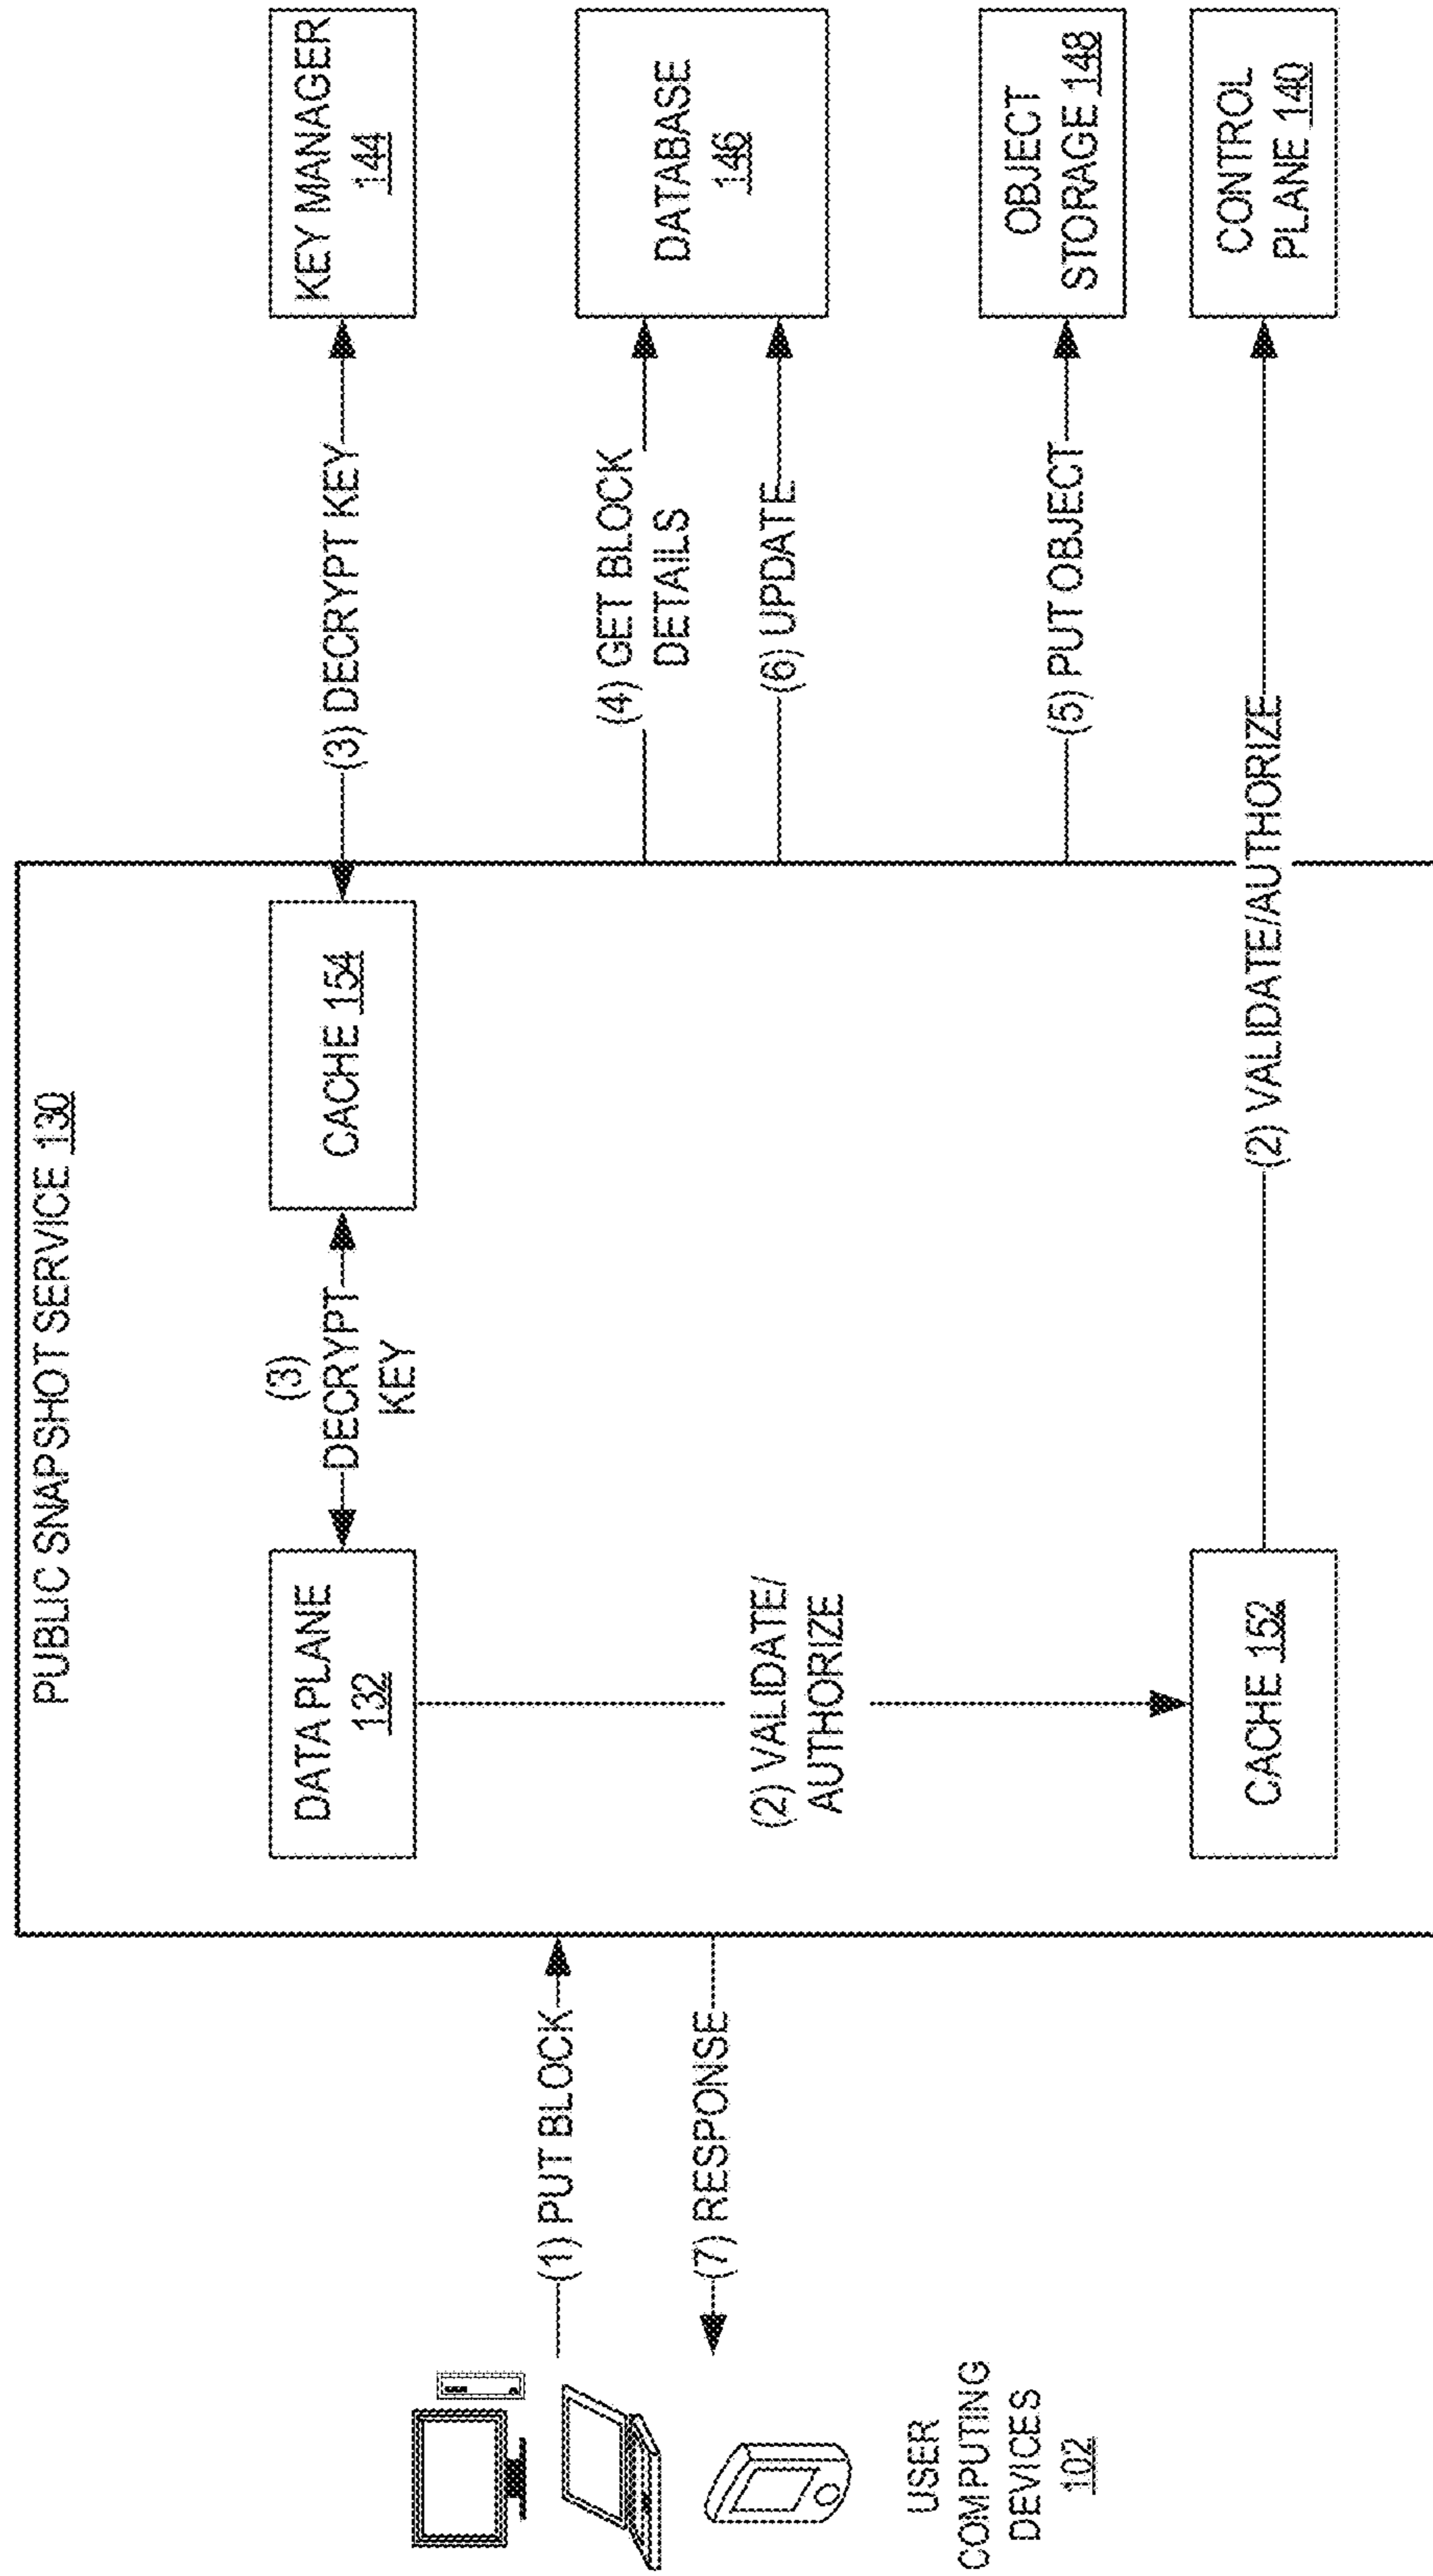 PUBLIC SNAPSHOT SERVICE 130
USER
COMPUTING
DEVICES
102
(1) PUT BLOCK
(7) RESPONSE
DATA PLANE
132
(3)
DECRYPT
KEY
CACHE 154
(3) DECRYPT KEY
KEY MANAGER
144
(4) GET BLOCK
DETAILS
(6) UPDATE
DATABASE
146
(5) PUT OBJECT
OBJECT
STORAGE 148
(2) VALIDATE/
AUTHORIZE
CACHE 152
(2) VALIDATE/AUTHORIZE
CONTROL
PLANE 140